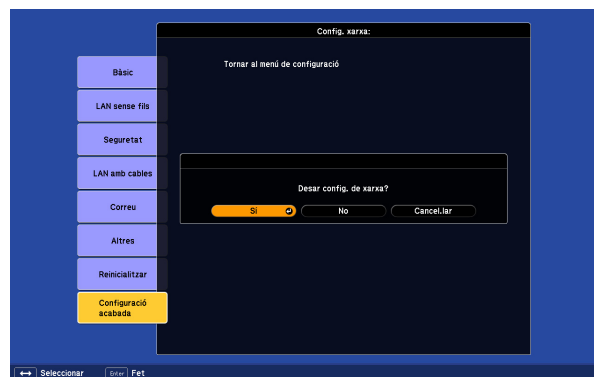 Config. xarxa:
Tornar al menú de configuració
Bàsic
LAN sense fils
Seguretat
LAN amb cables
Correu
Altres
Reinicialitzar
Configuració
acabada
Desar config. de xarxa?
Sí
No
Cancel.lar
Seleccionar Enter Fet